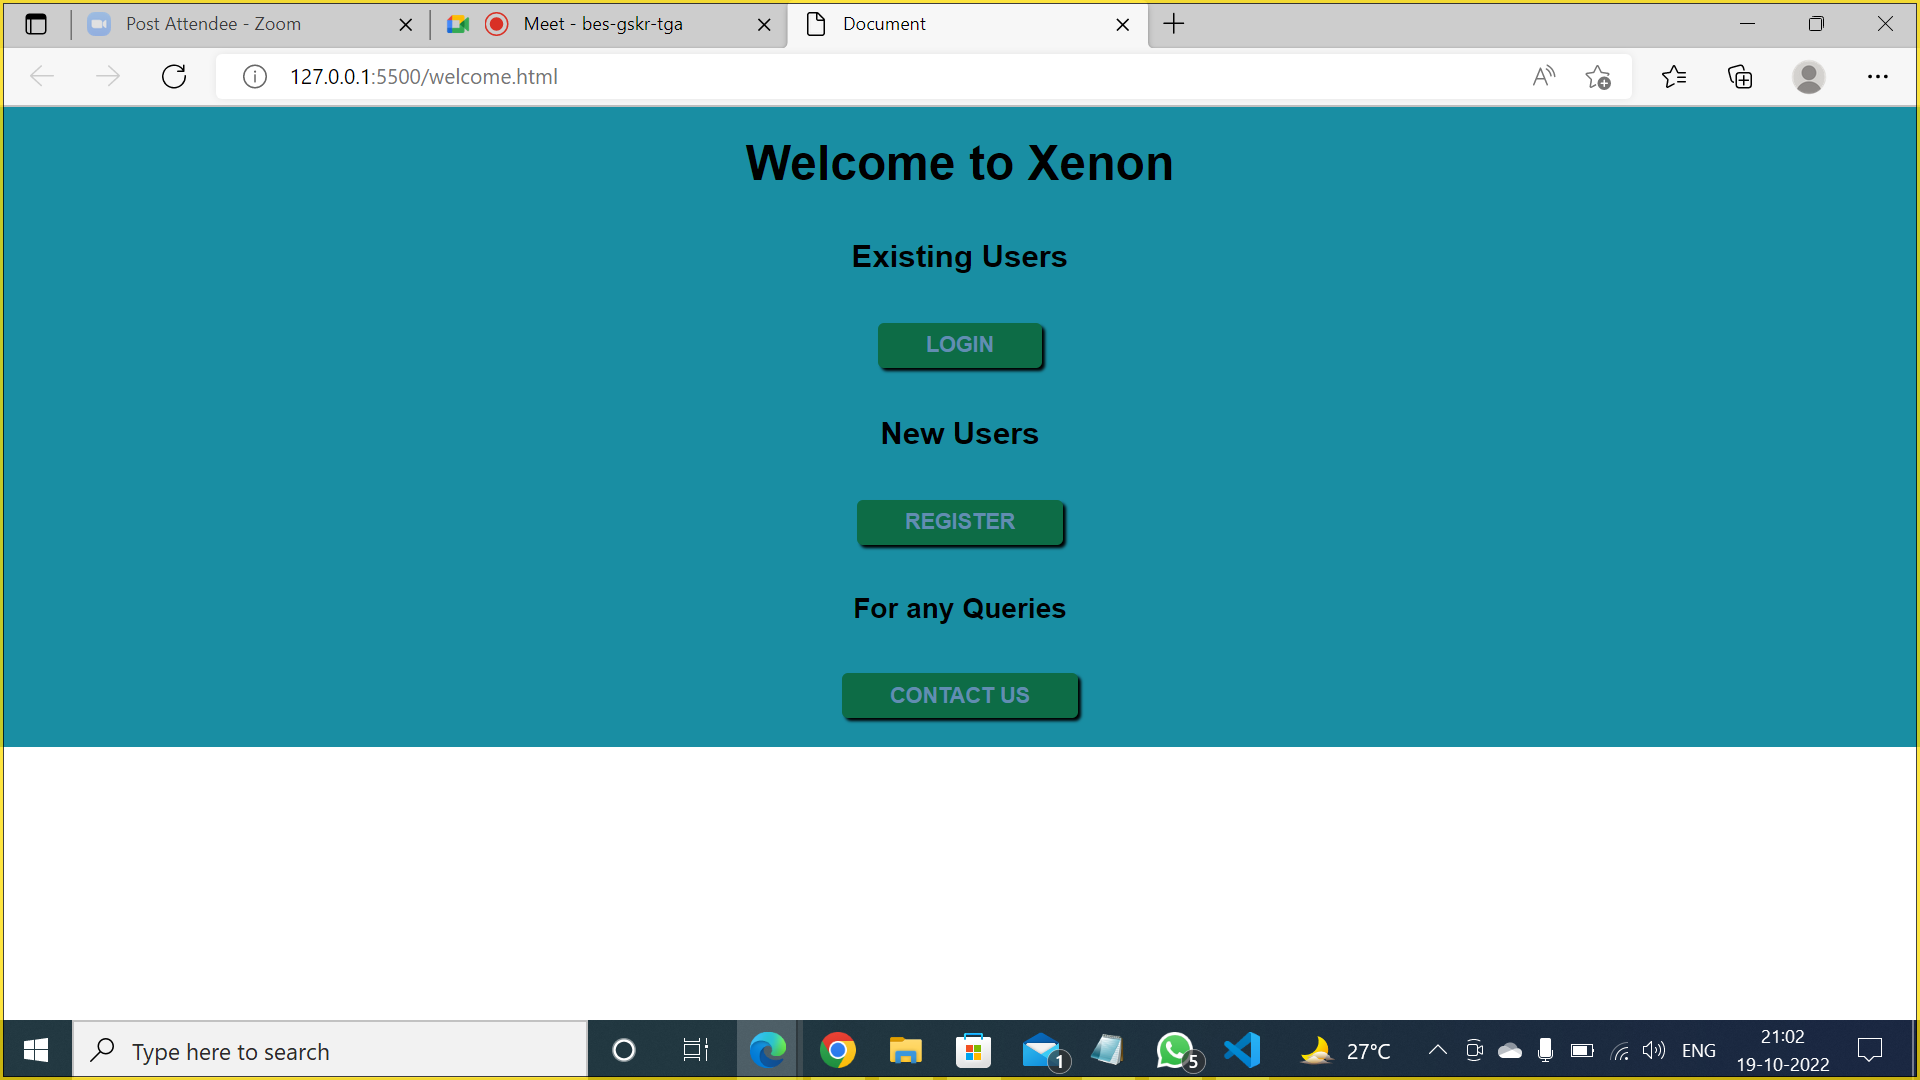 Post Attendee - Zoom
Meet - bes-gskr-tga
Document
127.0.0.1:5500/welcome.html
Welcome to Xenon
Existing Users
LOGIN
New Users
REGISTER
For any Queries
CONTACT US
Type here to search
1
5
27°C
ENG
21:02
19-10-2022